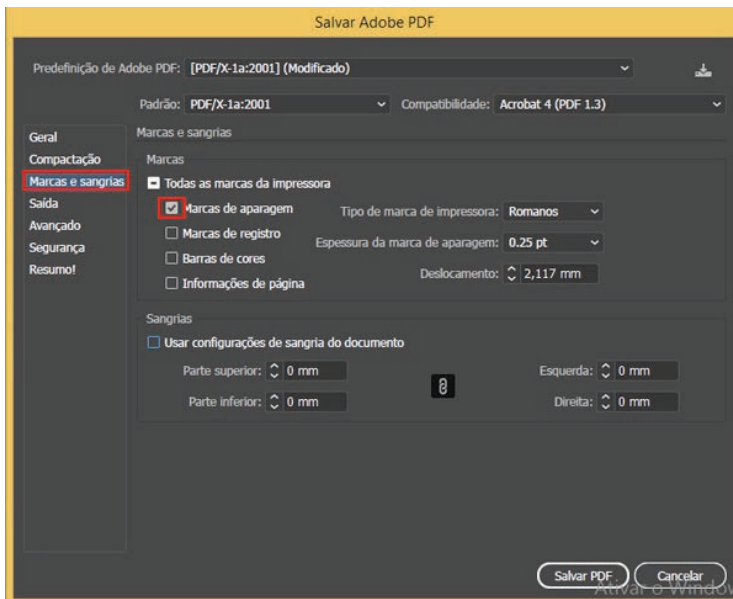 Salvar Adobe PDF
Predefinição de Adobe PDF: [PDF/X-1a:2001] (Modificado)
Padrão: PDF/X-1a:2001 Compatibilidade: Acrobat 4 (PDF 1.3)
Geral
Compactação
Marcas e sangrias
Saída
Avançado
Segurança
Resumo!
Marcas e sangrias
Marcas
Todas as marcas da impressora
Marcas de aparagem Tipo de marca de impressora: Romanos
Marcas de registro Espessura da marca de aparagem: 0.25 pt
Barras de cores Deslocamento: 2,117 mm
Informações de página
Sangrias
Usar configurações de sangria do documento
Parte superior: 0 mm Esquerda: 0 mm
Parte inferior: 0 mm Direita: 0 mm
Salvar PDF Cancelar
Ativar o Window